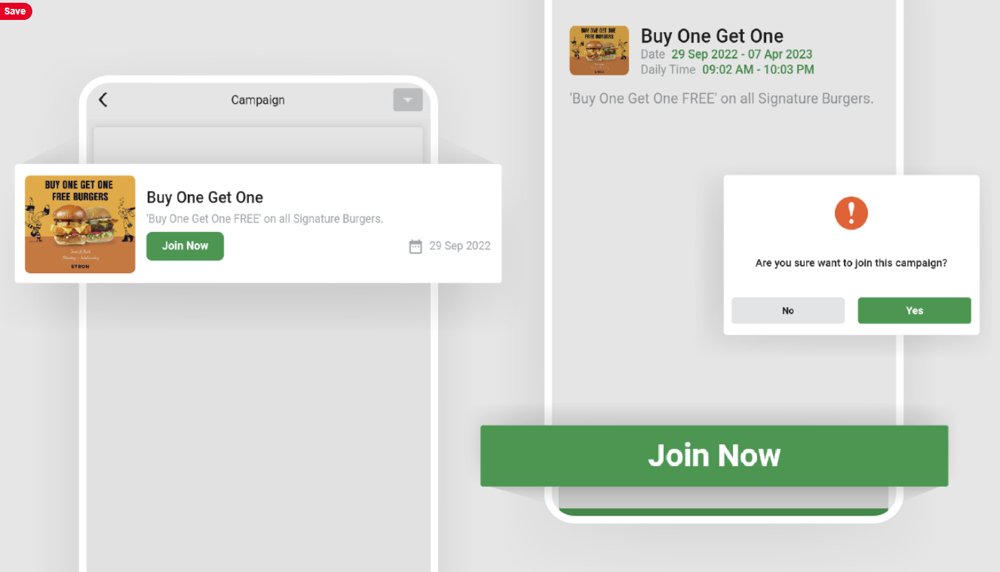 Save
Campaign
BUY ONE GET ONE
FREE BURGERS
BYRON
Buy One Get One
'Buy One Get One FREE' on all Signature Burgers.
Join Now
29 Sep 2022
BUY ONE GET ONE
FREE BURGERS
Buy One Get One
Date 29 Sep 2022 - 07 Apr 2023
Daily Time 09:02 AM - 10:03 PM
'Buy One Get One FREE' on all Signature Burgers.
Are you sure want to join this campaign?
No
Yes
Join Now